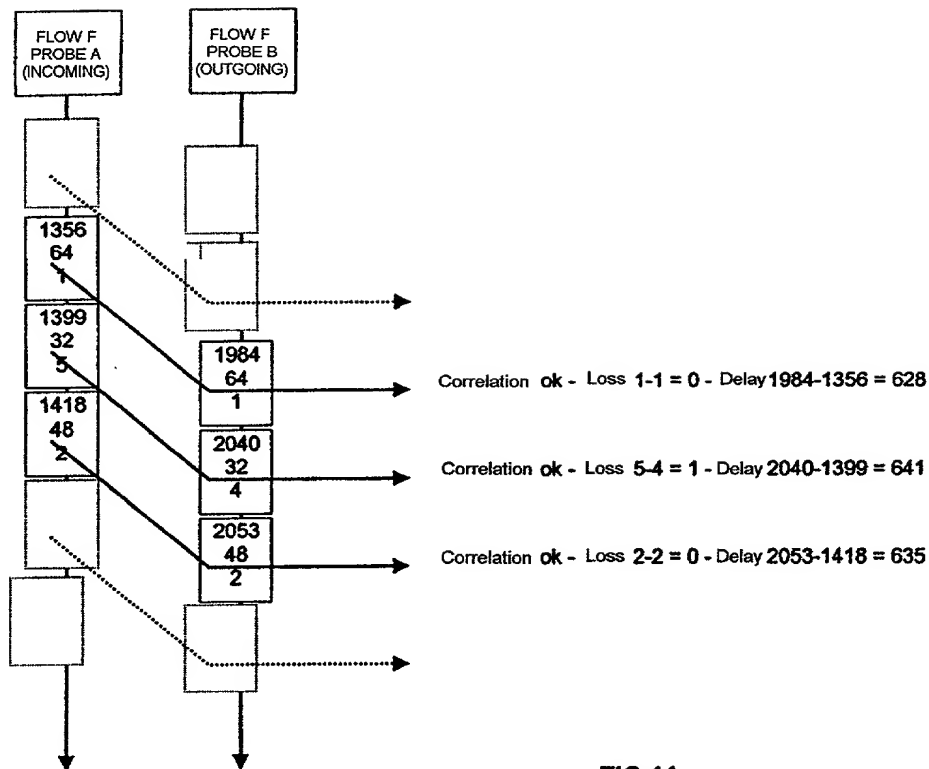 FLOW F
PROBE A
(INCOMING)
FLOW F
PROBE B
(OUTGOING)
1356
64
1
1399
32
5
1418
48
2
1984
64
1
2040
32
4
2053
48
2
Correlation ok - Loss 1-1 = 0 - Delay 1984-1356 = 628
Correlation ok - Loss 5-4 = 1 - Delay 2040-1399 = 641
Correlation ok - Loss 2-2 = 0 - Delay 2053-1418 = 635